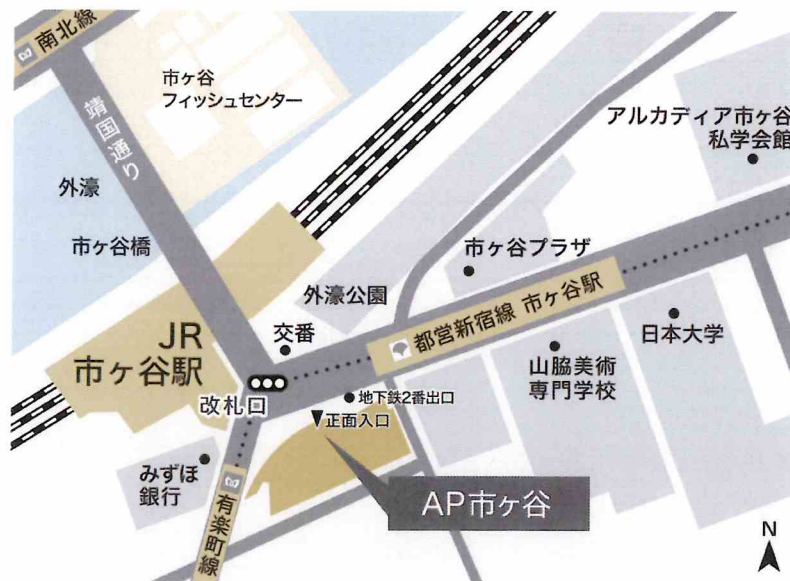 南北線
市ヶ谷
フィッシュセンター
靖国通り
アルカディア市ヶ谷
私学会館
外濠
市ヶ谷橋
市ヶ谷プラザ
外濠公園
都営新宿線 市ヶ谷駅
JR
市ヶ谷駅
交番
日本大学
山脇美術
専門学校
改札口
地下鉄2番出口
正面入口
みずほ
銀行
有楽町線
AP市ヶ谷
N